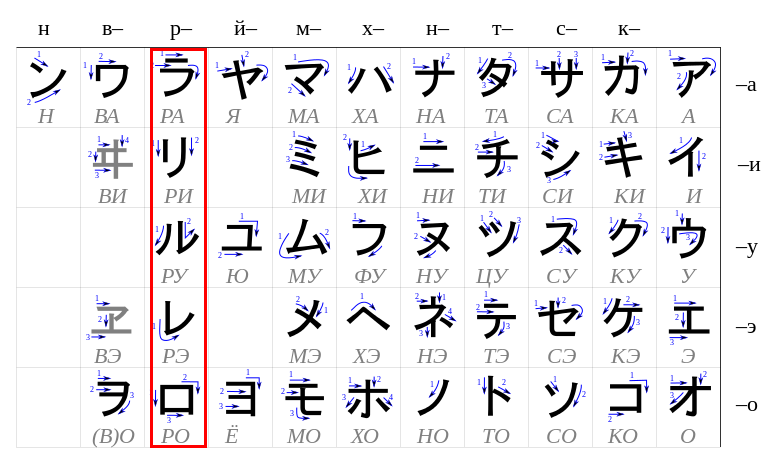 н в– р– й– м– х– н– т– с– к–
ン ワ ラ ヤ マ ハ ナ タ サ カ ア –а
Н ВА РА Я МА ХА НА ТА СА КА А
ヰ リ ミ ヒ ニ チ シ キ イ –и
ВИ РИ МИ ХИ НИ ТИ СИ КИ И
ル ユ ム フ ヌ ツ ス ク ウ –у
РУ Ю МУ ФУ НУ ЦУ СУ КУ У
ヱ レ メ ヘ ネ テ セ ケ エ –э
ВЭ РЭ МЭ ХЭ НЭ ТЭ СЭ КЭ Э
ヲ ロ ヨ モ ホ ノ ト ソ コ オ –о
(В)О РО Ё МО ХО НО ТО СО КО О